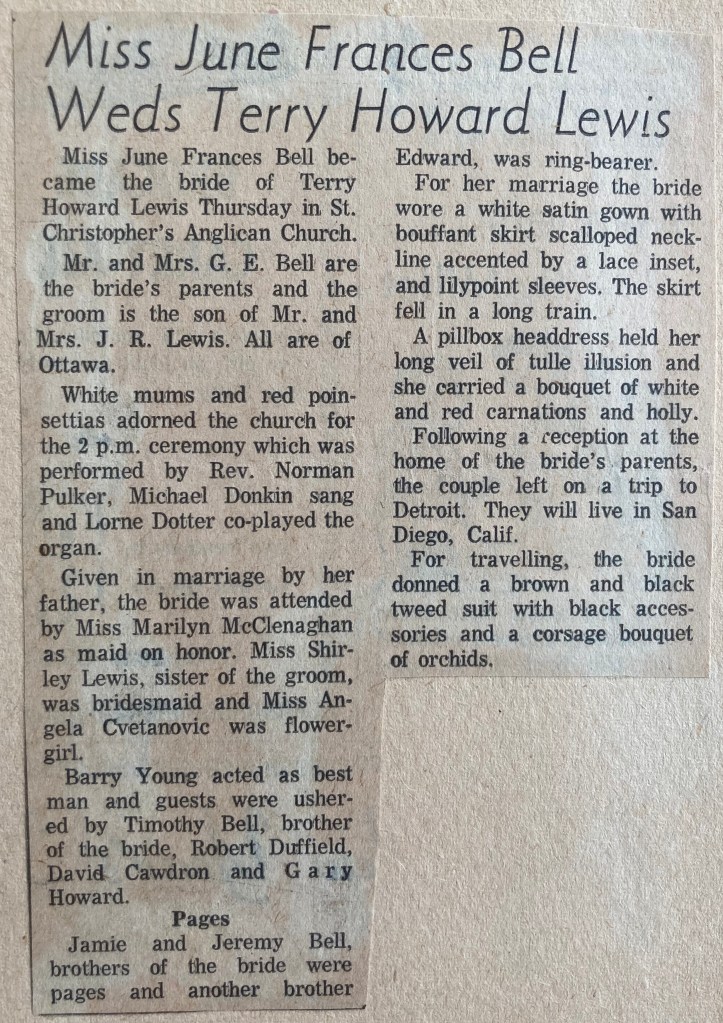 Miss June Frances Bell
Weds Terry Howard Lewis
Miss June Frances Bell be-
came the bride of Terry
Howard Lewis Thursday in St.
Christopher's Anglican Church.
Mr. and Mrs. G. E. Bell are
the bride's parents and the
groom is the son of Mr. and
Mrs. J. R. Lewis. All are of
Ottawa.
White mums and red poin-
settias adorned the church for
the 2 p.m. ceremony which was
performed by Rev. Norman
Pulker, Michael Donkin sang
and Lorne Dotter co-played the
organ.
Given in marriage by her
father, the bride was attended
by Miss Marilyn McClenaghan
as maid on honor. Miss Shir-
ley Lewis, sister of the groom,
was bridesmaid and Miss An-
gela Cvetanovic was flower-
girl.
Barry Young acted as best
man and guests were usher-
ed by Timothy Bell, brother
of the bride, Robert Duffield,
David Cawdron and Gary
Howard.
Pages
Jamie and Jeremy Bell,
brothers of the bride were
pages and another brother
Edward, was ring-bearer.
For her marriage the bride
wore a white satin gown with
bouffant skirt scalloped neck-
line accented by a lace inset,
and lilypoint sleeves. The skirt
fell in a long train.
A pillbox headdress held her
long veil of tulle illusion and
she carried a bouquet of white
and red carnations and holly.
Following a reception at the
home of the bride's parents,
the couple left on a trip to
Detroit. They will live in San
Diego, Calif.
For travelling, the bride
donned a brown and black
tweed suit with black acces-
sories and a corsage bouquet
of orchids.